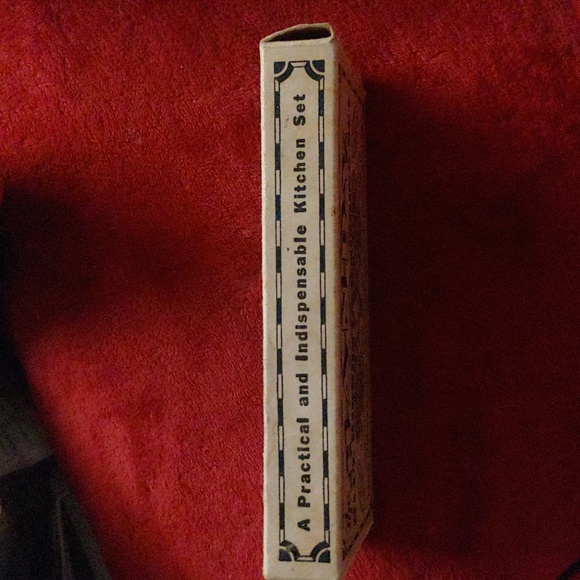 A Practical and Indispensable Kitchen Set